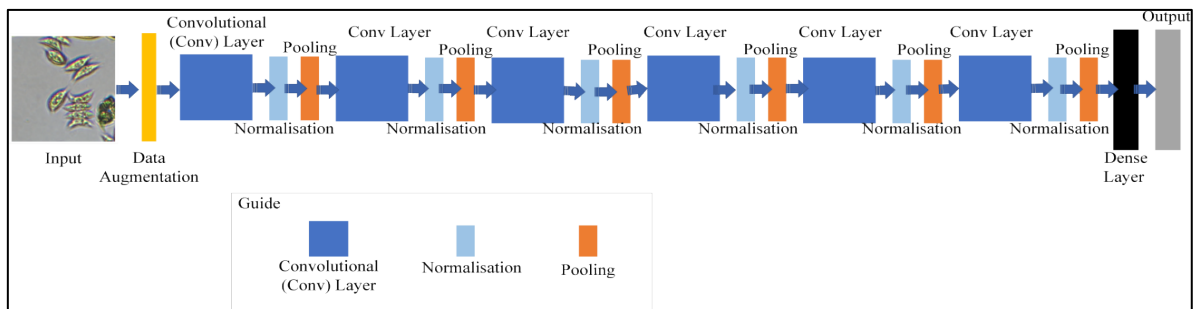 Output
Convolutional
(Conv) Layer
Pooling
Conv Layer
Pooling
Conv Layer
Pooling
Conv Layer
Pooling
Conv Layer
Pooling
Conv Layer
Pooling
Normalisation
Normalisation
Normalisation
Normalisation
Normalisation
Normalisation
Input
Data
Augmentation
Dense
Layer
Guide
Convolutional
(Conv) Layer
Normalisation
Pooling